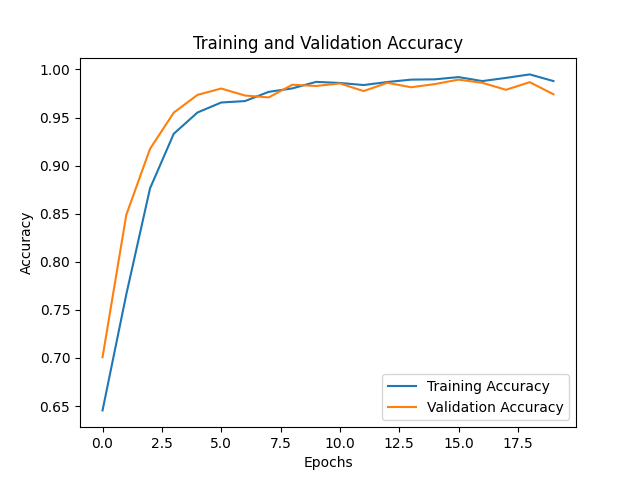 Training and Validation Accuracy
1.00
0.95
0.90
0.85
0.80
0.75
0.70
0.65
Accuracy
Training Accuracy
Validation Accuracy
0.0 2.5 5.0 7.5 10.0 12.5 15.0 17.5
Epochs